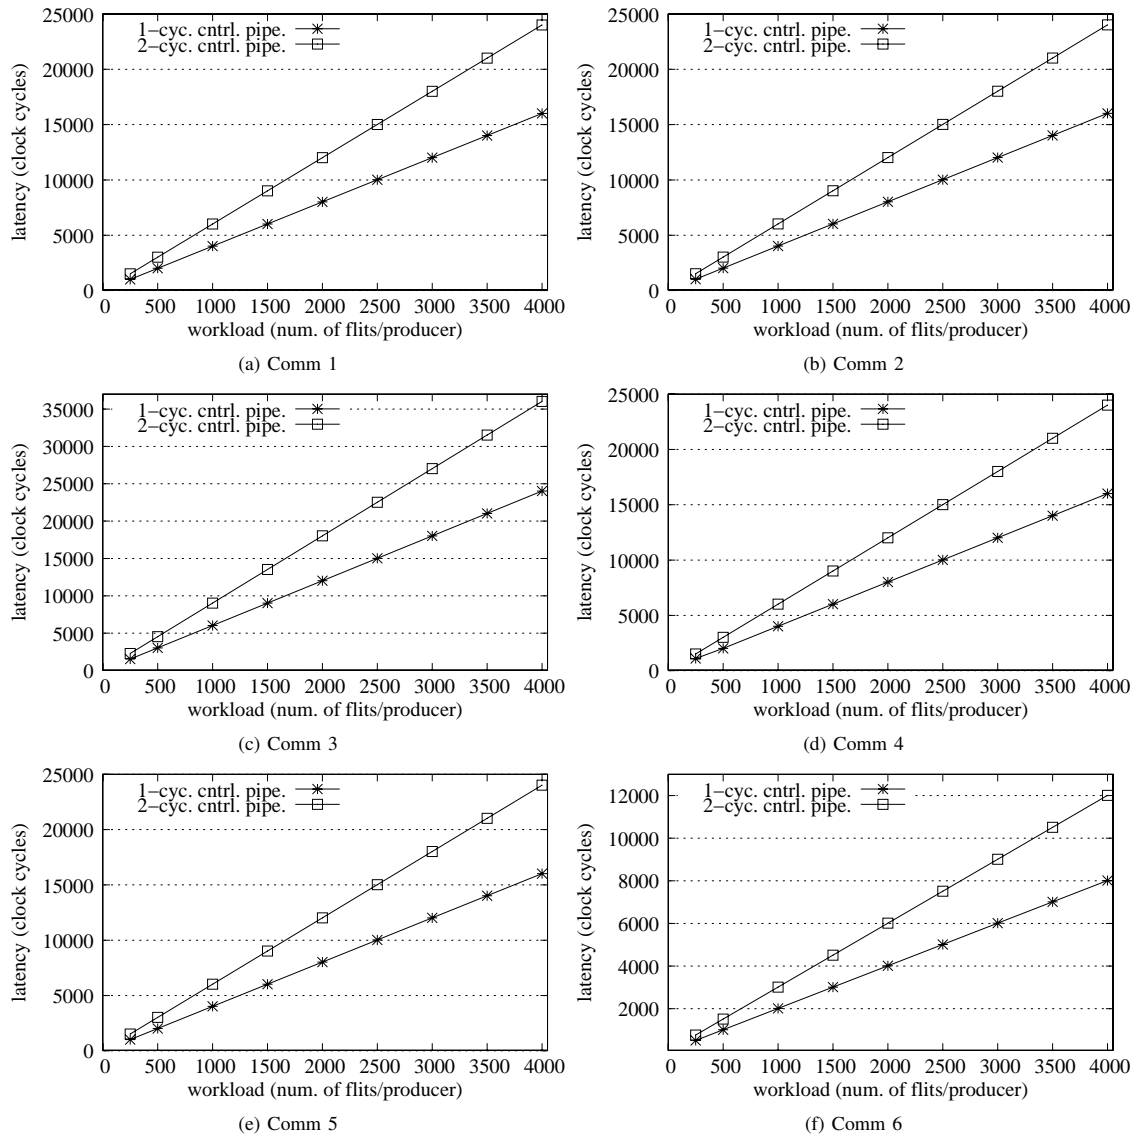 25000
20000
15000
10000
5000
0
latency (clock cycles)
1-cyc. cntrl. pipe.
2-cyc. cntrl. pipe.
0 500 1000 1500 2000 2500 3000 3500 4000
workload (num. of flits/producer)
(a) Comm 1
25000
20000
15000
10000
5000
0
latency (clock cycles)
1-cyc. cntrl. pipe.
2-cyc. cntrl. pipe.
0 500 1000 1500 2000 2500 3000 3500 4000
workload (num. of flits/producer)
(b) Comm 2
35000
30000
25000
20000
15000
10000
5000
0
latency (clock cycles)
1-cyc. cntrl. pipe.
2-cyc. cntrl. pipe.
0 500 1000 1500 2000 2500 3000 3500 4000
workload (num. of flits/producer)
(c) Comm 3
25000
20000
15000
10000
5000
0
latency (clock cycles)
1-cyc. cntrl. pipe.
2-cyc. cntrl. pipe.
0 500 1000 1500 2000 2500 3000 3500 4000
workload (num. of flits/producer)
(d) Comm 4
25000
20000
15000
10000
5000
0
latency (clock cycles)
1-cyc. cntrl. pipe.
2-cyc. cntrl. pipe.
0 500 1000 1500 2000 2500 3000 3500 4000
workload (num. of flits/producer)
(e) Comm 5
12000
10000
8000
6000
4000
2000
latency (clock cycles)
1-cyc. cntrl. pipe.
2-cyc. cntrl. pipe.
0 500 1000 1500 2000 2500 3000 3500 4000
workload (num. of flits/producer)
(f) Comm 6